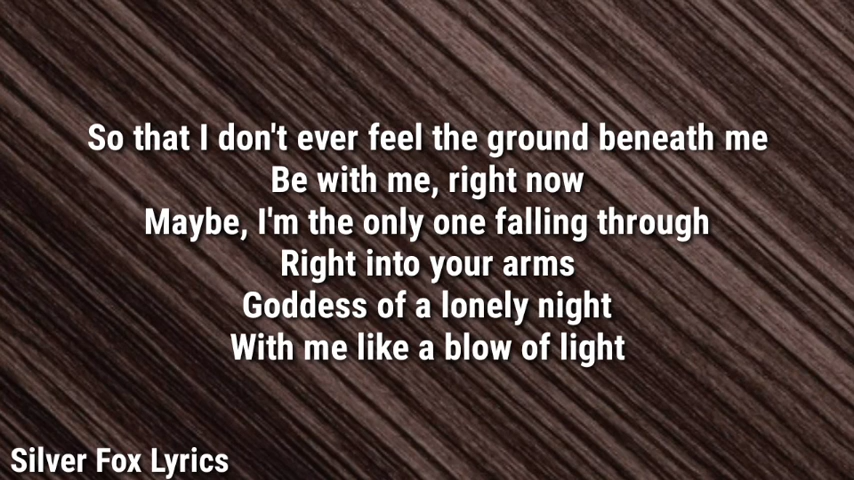 So that I don't ever feel the ground beneath me
Be with me, right now
Maybe, I'm the only one falling through
Right into your arms
Goddess of a lonely night
With me like a blow of light
Silver Fox Lyrics